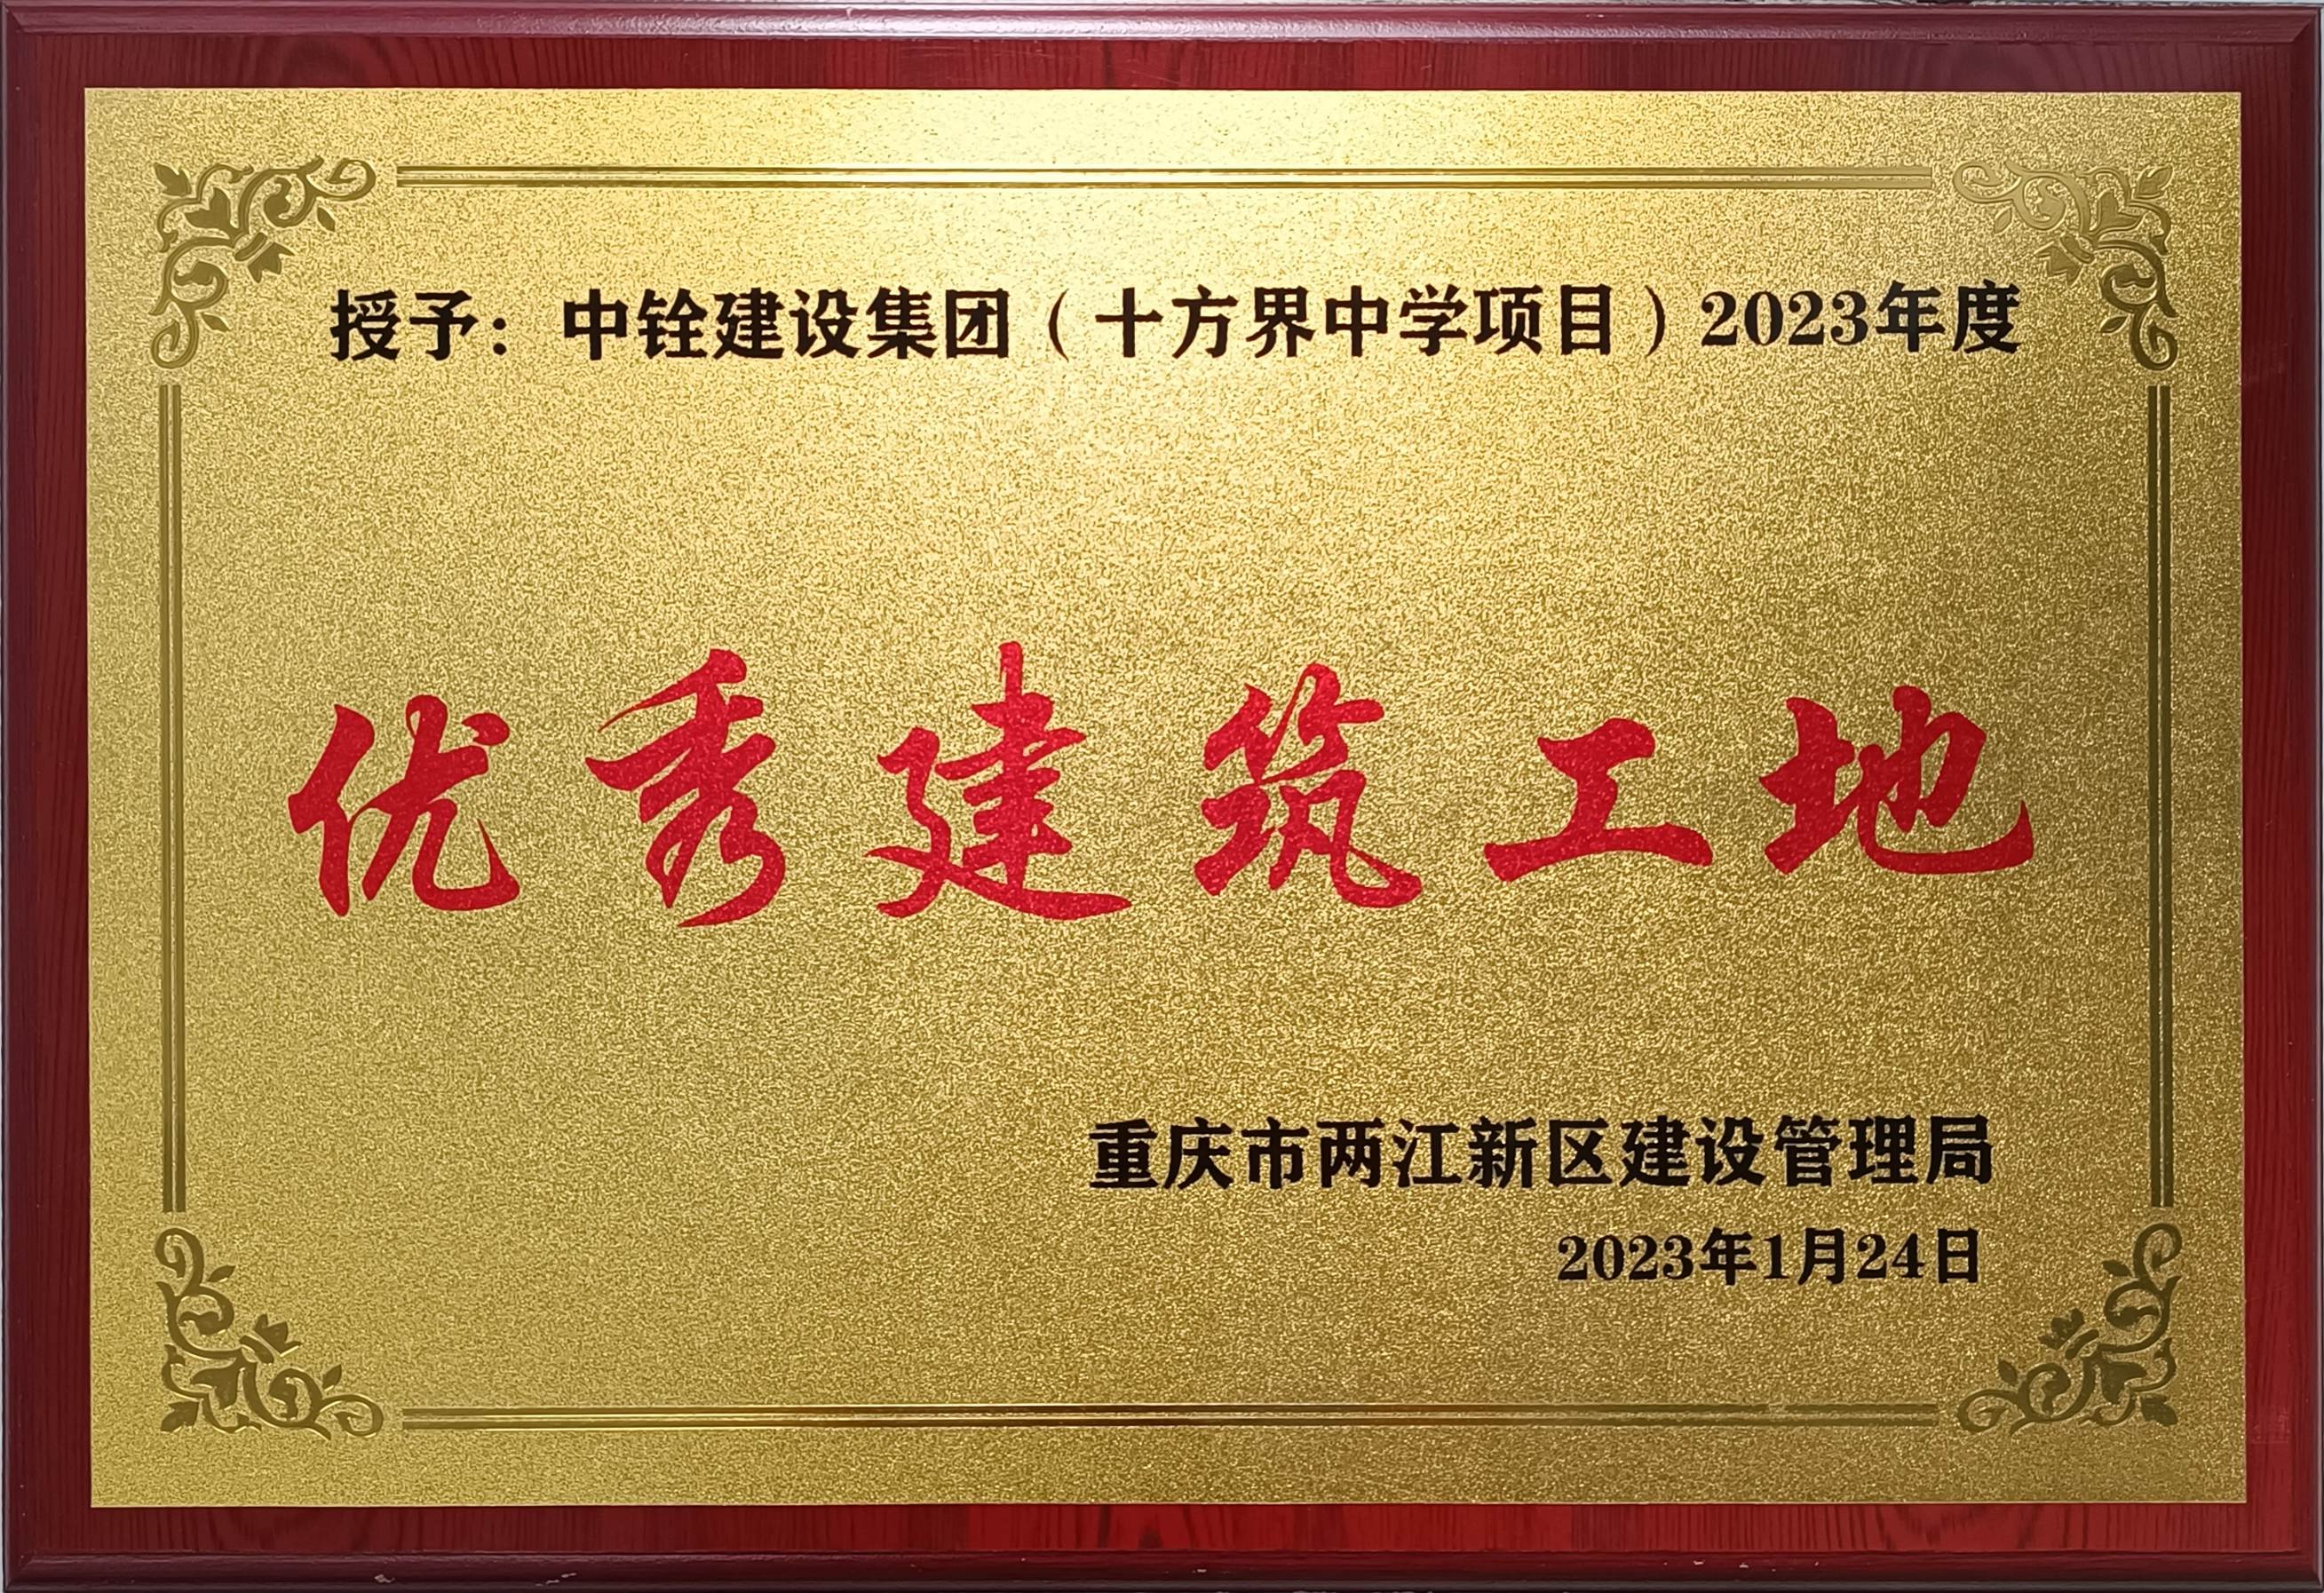 授予：中铨建设集团（十方界中学项目）2023年度
优秀建筑工地
重庆市两江新区建设管理局
2023年1月24日